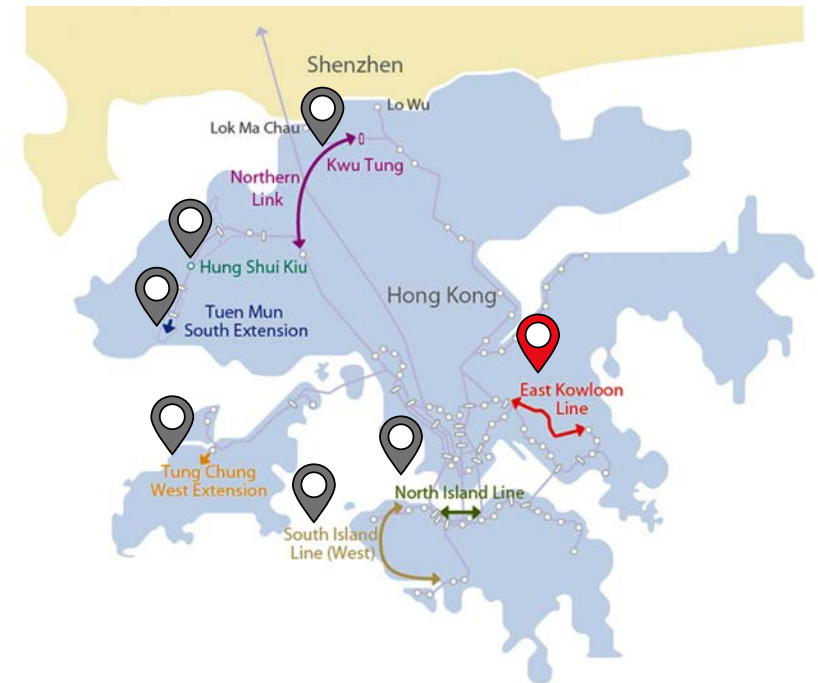 Shenzhen
Lo Wu
Lok Ma Chau
Kwu Tung
Northern
Link
Hung Shui Kiu
Hong Kong
Tuen Mun
South Extension
East Kowloon
Line
Tung Chung
West Extension
North Island Line
South Island
Line (West)